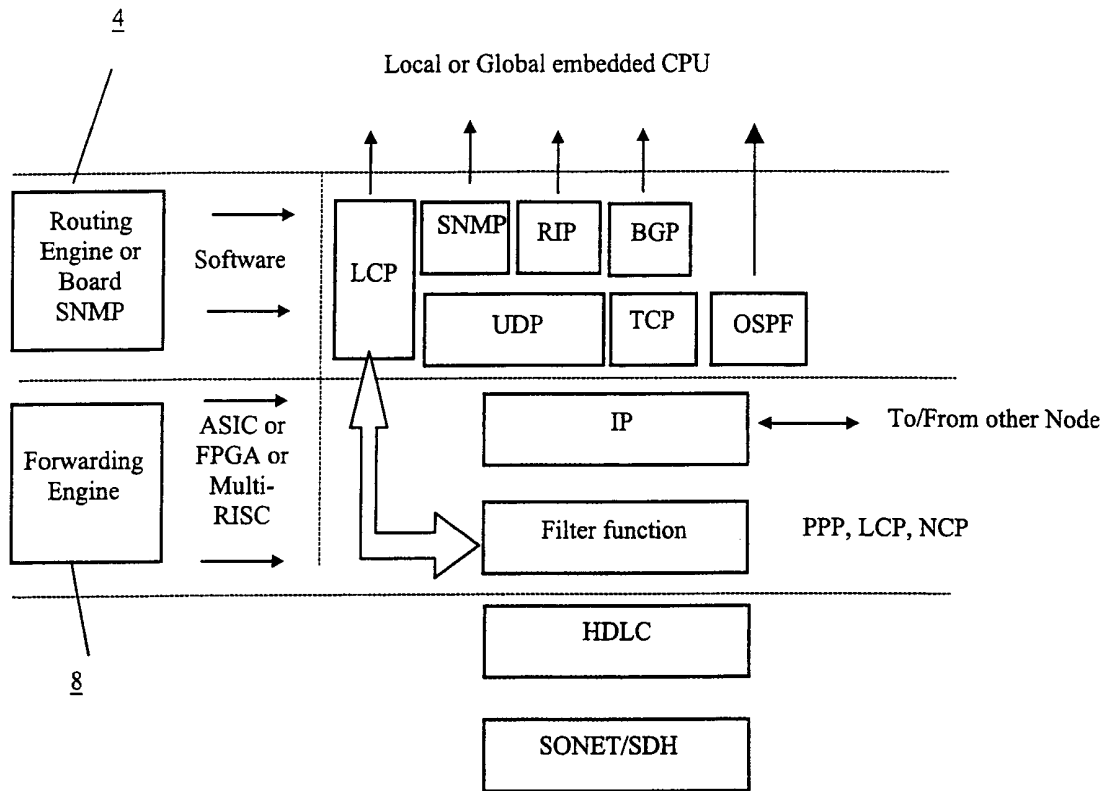 4
Local or Global embedded CPU
Routing
Engine or
Board
SNMP
Software
LCP
SNMP
RIP
BGP
UDP
TCP
OSPF
Forwarding
Engine
ASIC or
FPGA or
Multi-
RISC
IP
To/From other Node
Filter function
PPP, LCP, NCP
HDLC
8
SONET/SDH